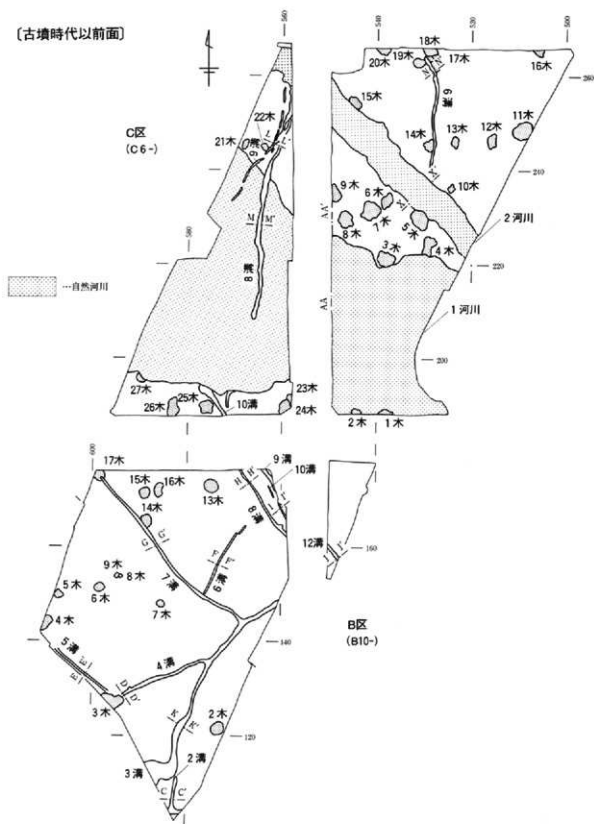 〔古墳時代以前面〕
560
540
520
500
18木
20木
19木
17木
16木
260
N
N'
9溝
C区
(C6-)
22木
21木
9溝
L
L'
15木
14木
13木
12木
11木
240
10木
9木
6木
AA'
8木
7木
5木
4木
3木
2河川
220
M
M'
580
8溝
自然河川
1河川
AA
200
27木
26木
25木
10溝
23木
24木
2木
1木
600
17木
9溝
10溝
15木
16木
13木
H
H'
8溝
I
I'
14木
G
G'
12溝
160
F
F'
6溝
7溝
9木
8木
5木
6木
7木
4木
B区
(B10-)
140
5溝
E
E'
4溝
D
D'
3木
K
K'
2木
120
3溝
2溝
C
C'